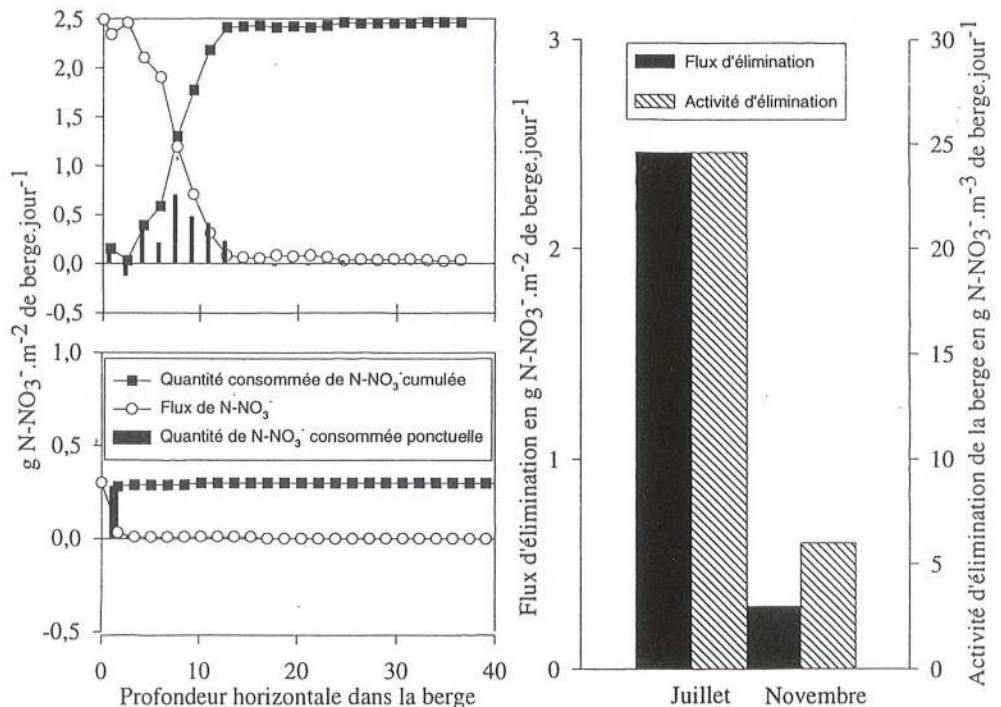 2,5
2,0
1,5
1,0
0,5
0,0
-0,5
1,0
0,5
0,0
-0,5
g N-NO₃⁻.m⁻² de berge.jour⁻¹
Quantité consommée de N-NO₃⁻ cumulée
Flux de N-NO₃⁻
Quantité de N-NO₃⁻ consommée ponctuelle
0 10 20 30 40
Profondeur horizontale dans la berge
Flux d'élimination en g N-NO₃⁻.m⁻² de berge.jour⁻¹
3
2
1
0
Flux d'élimination
Activité d'élimination
Juillet Novembre
30
25
20
15
10
5
0
Activité d'élimination de la berge en g N-NO₃⁻.m⁻³ de berge.jour⁻¹